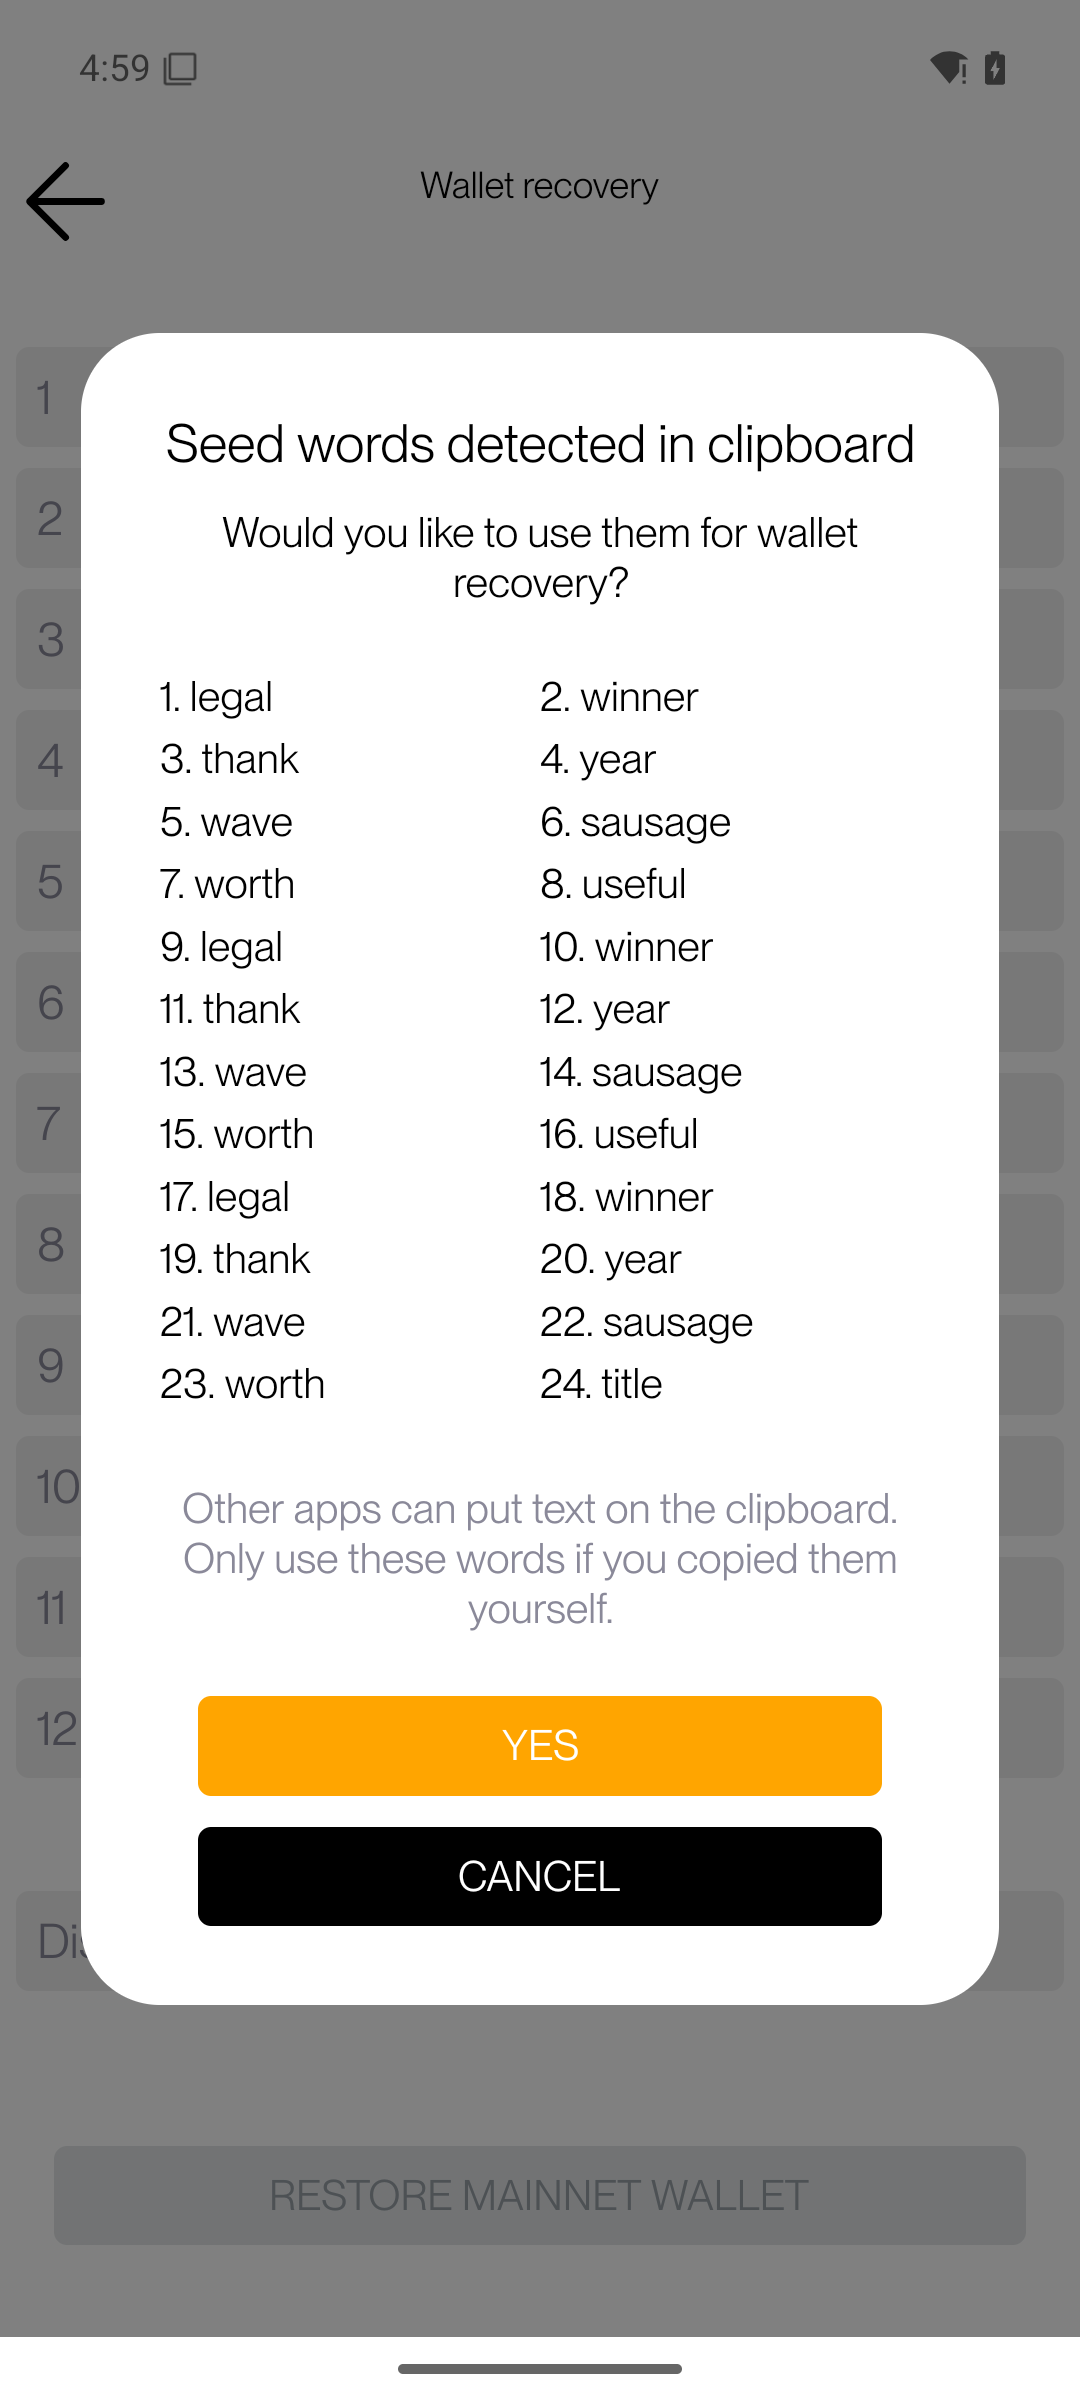 4:59
Wallet recovery
Seed words detected in clipboard
Would you like to use them for wallet
recovery?
1. legal
2. winner
3. thank
4. year
5. wave
6. sausage
7. worth
8. useful
9. legal
10. winner
11. thank
12. year
13. wave
14. sausage
15. worth
16. useful
17. legal
18. winner
19. thank
20. year
21. wave
22. sausage
23. worth
24. title
Other apps can put text on the clipboard.
Only use these words if you copied them
yourself.
YES
CANCEL
1
2
3
4
5
6
7
8
9
10
11
12
RESTORE MAINNET WALLET